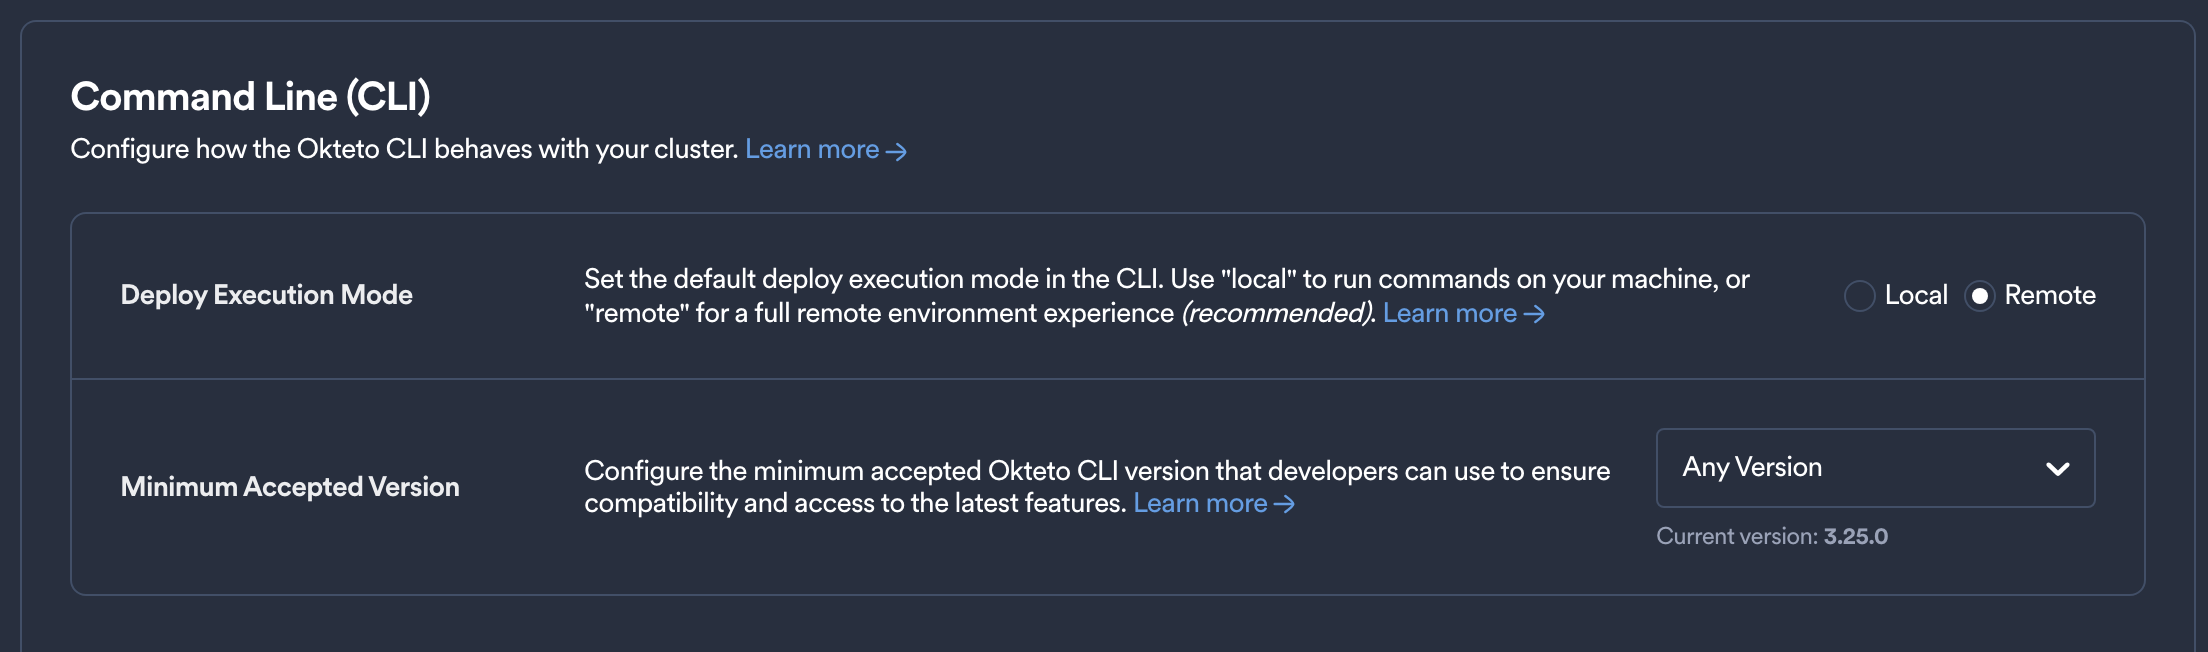 Command Line (CLI)
Configure how the Okteto CLI behaves with your cluster. Learn more →
Deploy Execution Mode
Set the default deploy execution mode in the CLI. Use "local" to run commands on your machine, or
"remote" for a full remote environment experience (recommended). Learn more →
Local Remote
Minimum Accepted Version
Configure the minimum accepted Okteto CLI version that developers can use to ensure
compatibility and access to the latest features. Learn more →
Any Version
Current version: 3.25.0